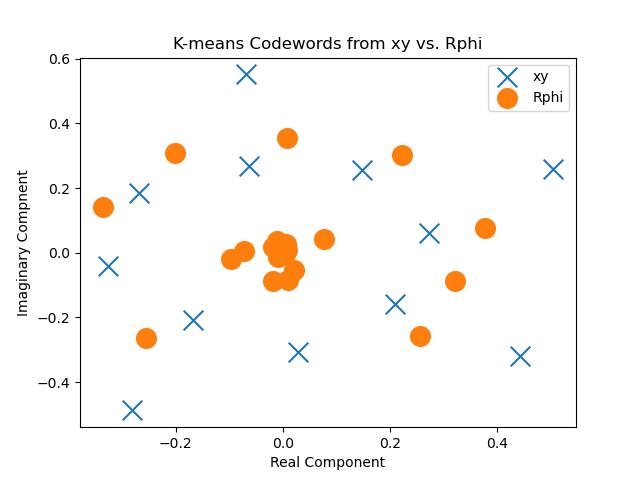 K-means Codewords from xy vs. Rphi
xy
Rphi
0.6
0.4
0.2
0.0
−0.2
−0.4
Imaginary Compnent
−0.2
0.0
0.2
0.4
Real Component